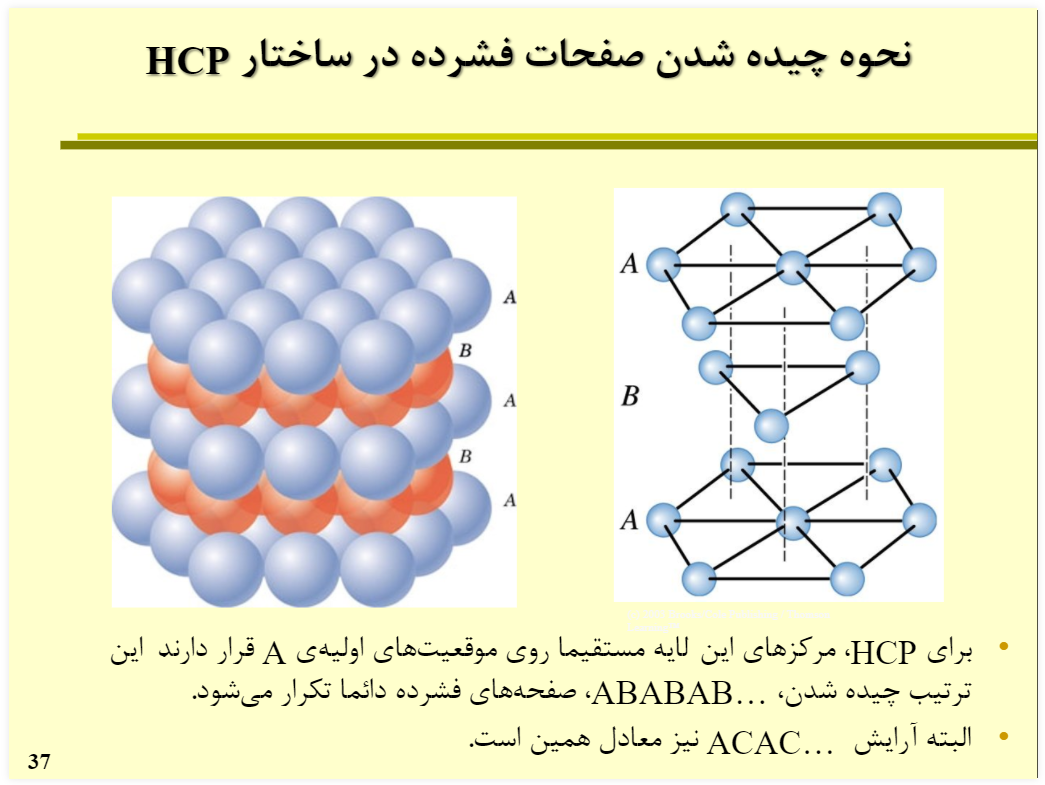 نحوه چیده شدن صفحات فشرده در ساختار HCP
A
B
A
B
A
A
B
A
• برای HCP، مرکزهای این لایه مستقیما روی موقعیت‌های اولیه‌ی A قرار دارند این
ترتیب چیده شدن، ABABAB…، صفحه‌های فشرده دائما تکرار می‌شود.
• البته آرایش ACAC… نیز معادل همین است.
37